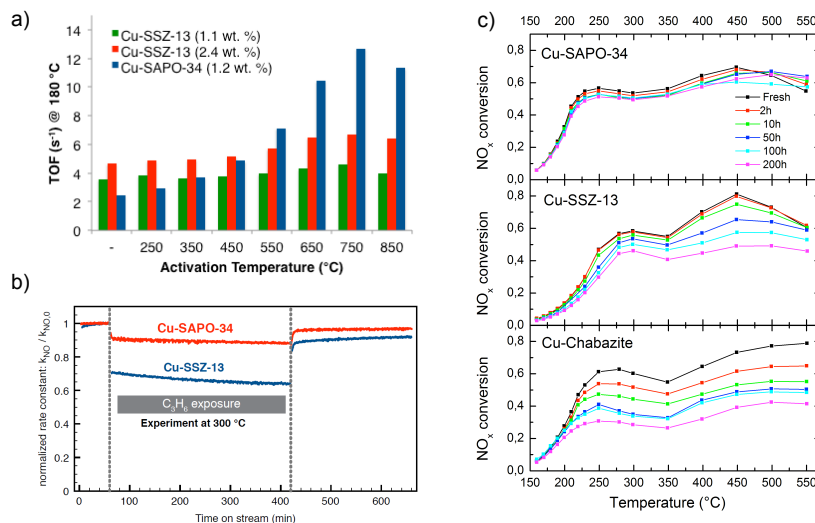 a)
Cu-SSZ-13 (1.1 wt. %)
Cu-SSZ-13 (2.4 wt. %)
Cu-SAPO-34 (1.2 wt. %)
TOF (s⁻¹) @ 180 °C
14
12
10
8
6
4
2
0
- 250 350 450 550 650 750 850
Activation Temperature (°C)
b)
normalized rate constant: kNO / kNO,0
1
0.8
0.6
0.4
0.2
0
Cu-SAPO-34
Cu-SSZ-13
C₃H₆ exposure
Experiment at 300 °C
0 100 200 300 400 500 600
Time on stream (min)
c)
150 200 250 300 350 400 450 500 550
Cu-SAPO-34
NOₓ conversion
0,8
0,6
0,4
0,2
0,0
Fresh
2h
10h
50h
100h
200h
Cu-SSZ-13
NOₓ conversion
0,8
0,6
0,4
0,2
0,0
Cu-Chabazite
NOₓ conversion
0,8
0,6
0,4
0,2
0,0
150 200 250 300 350 400 450 500 550
Temperature (°C)